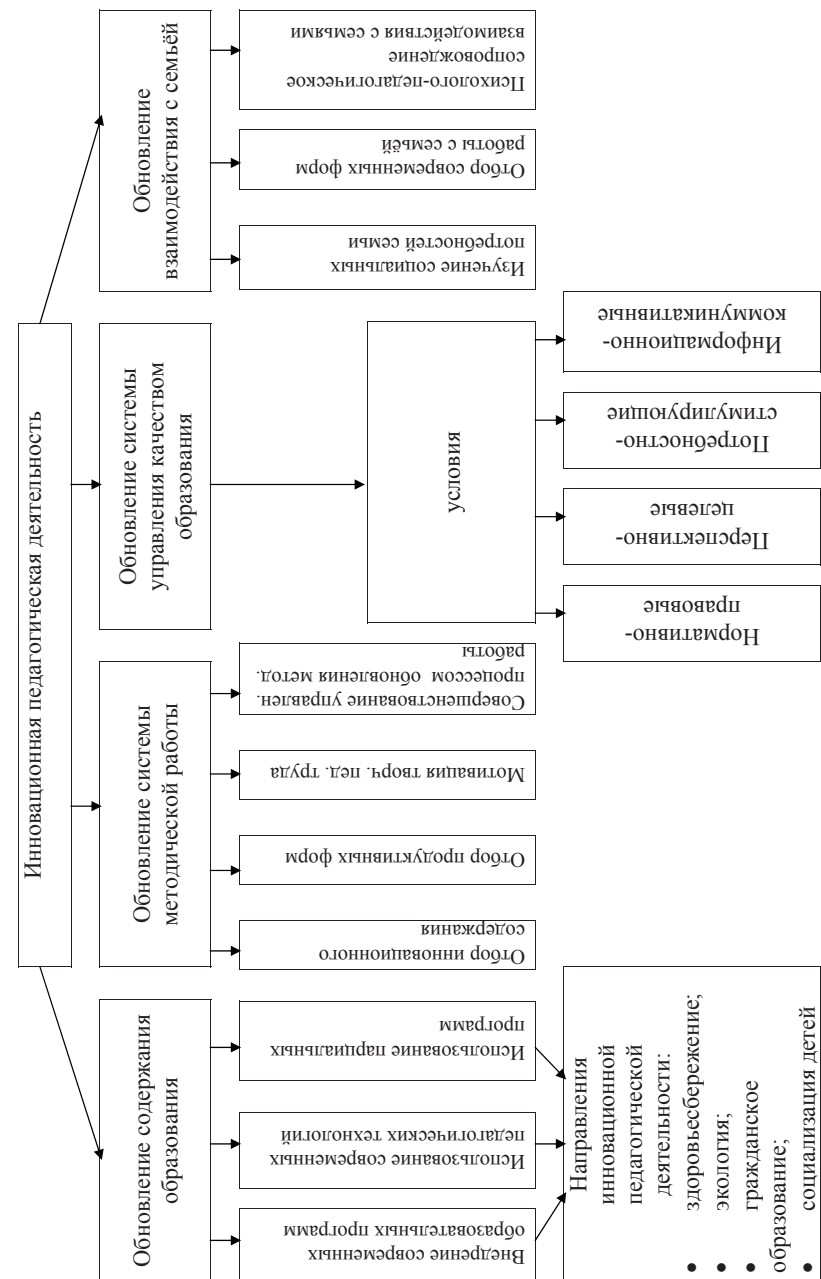 Инновационная педагогическая деятельность
Обновление содержания
образования
Обновление системы
методической работы
Обновление системы
управления качеством
образования
Обновление
взаимодействия с семьёй
Внедрение современных
образовательных программ
Использование современных
педагогических технологий
Использование парциальных
программ
Отбор инновационного
содержания
Отбор продуктивных форм
Мотивация творч. пед. труда
Совершенствование управлен.
процессом обновления метод.
работы
Изучение социальных
потребностей семьи
Отбор современных форм
работы с семьёй
Психолого-педагогическое
сопровождение
взаимодействия с семьями
условия
Направления
инновационной
педагогической
деятельности:
• здоровьесбережение;
• экология;
• гражданское
образование;
• социализация детей
Нормативно-
правовые
Перспективно-
целевые
Потребностно-
стимулирующие
Информационно-
коммуникативные